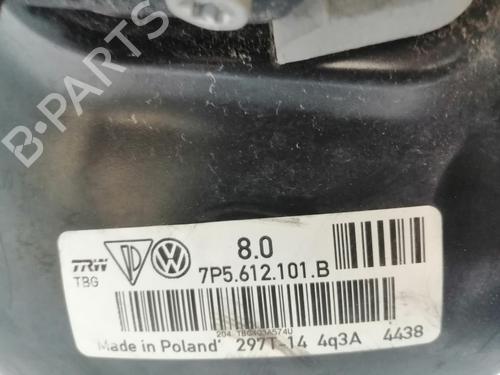 B-PARTS
8.0
TRW
7P5.612.101.B
TBG
Made in Poland' 297T-14 4q3A 4438